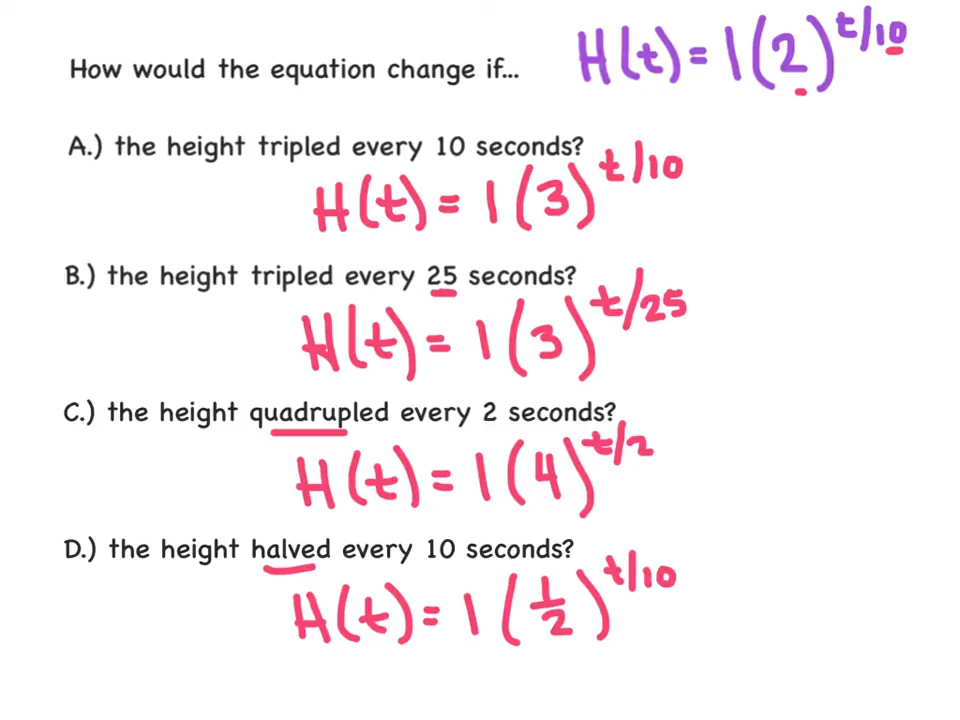 H(t) = 1(2)^t/10
How would the equation change if...
A.) the height tripled every 10 seconds?
H(t) = 1(3)^t/10
B.) the height tripled every 25 seconds?
H(t) = 1(3)^t/25
C.) the height quadrupled every 2 seconds?
H(t) = 1(4)^t/2
D.) the height halved every 10 seconds?
H(t) = 1(1/2)^t/10